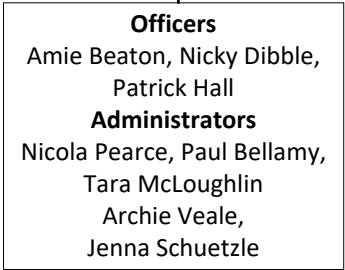 Officers
Amie Beaton, Nicky Dibble,
Patrick Hall
Administrators
Nicola Pearce, Paul Bellamy,
Tara McLoughlin
Archie Veale,
Jenna Schuetzle